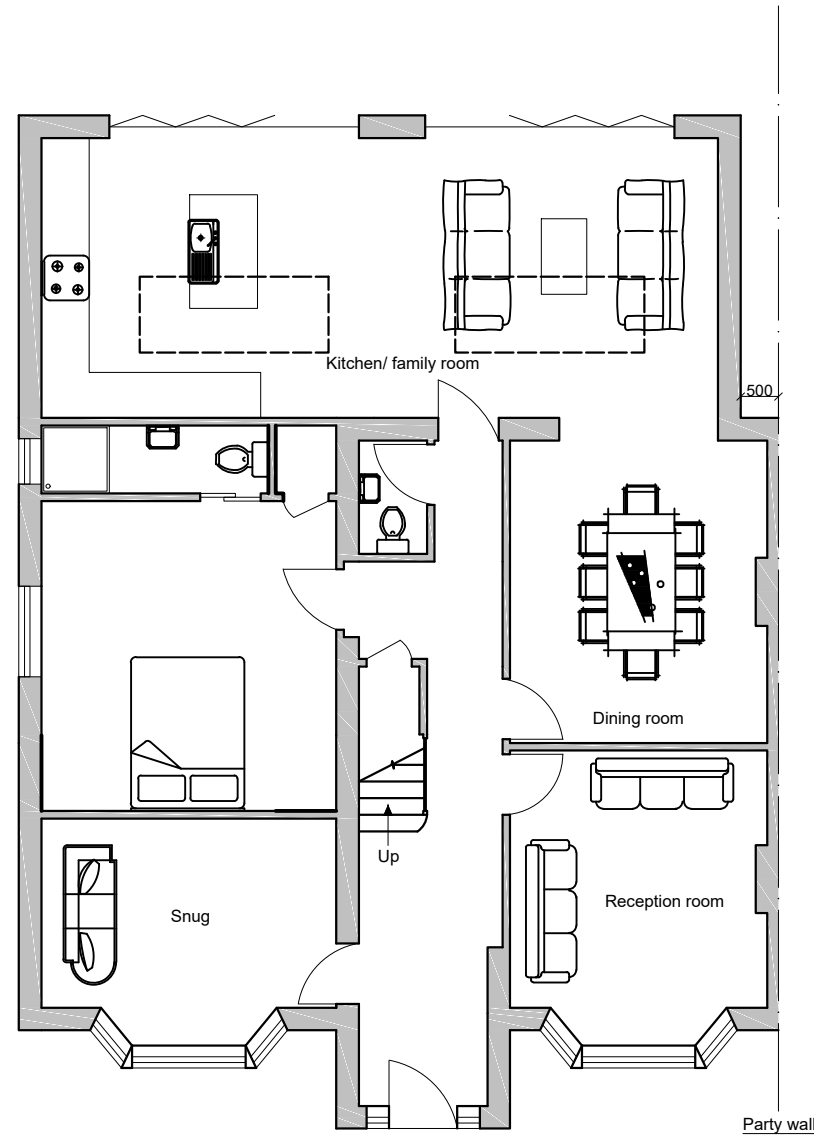 Kitchen/ family room
500
Dining room
Up
Reception room
Snug
Party wall